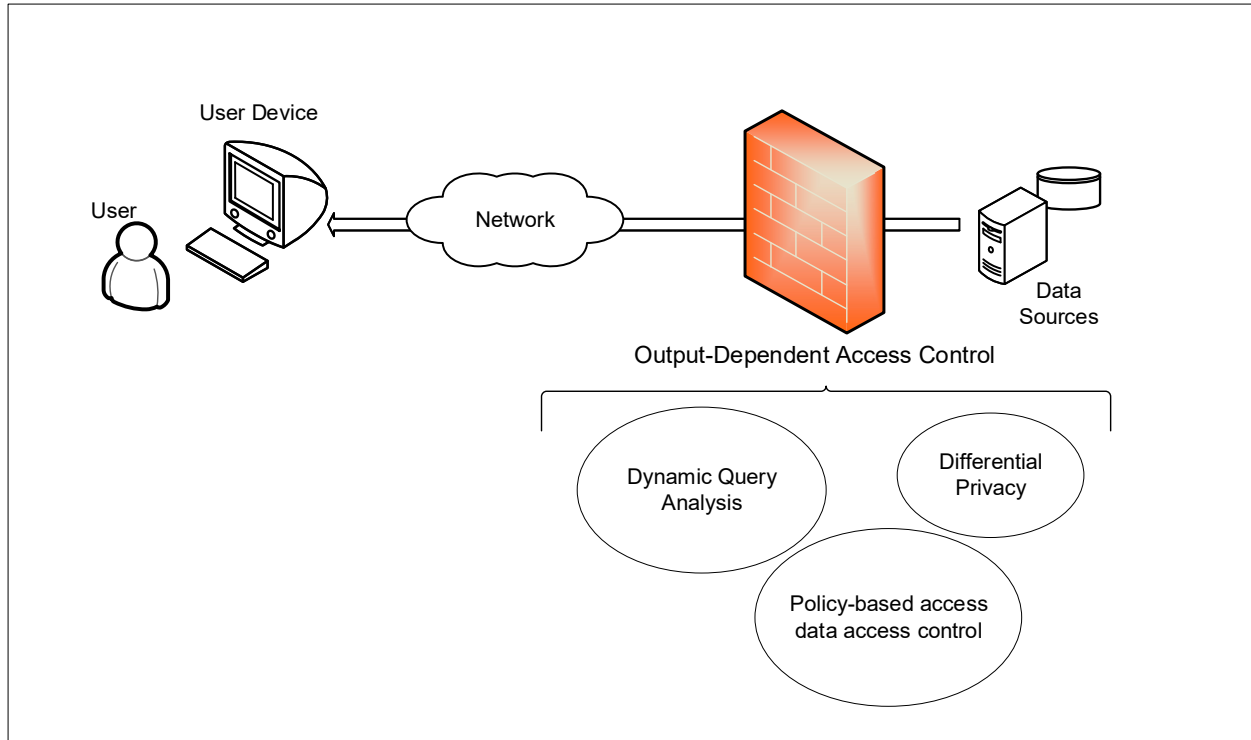 User Device
User
Network
Data
Sources
Output-Dependent Access Control
Dynamic Query
Analysis
Differential
Privacy
Policy-based access
data access control